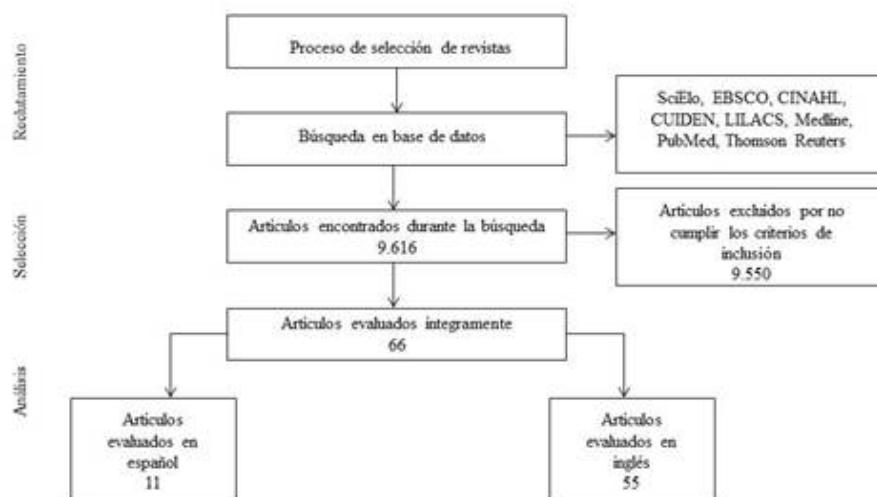 Reclutamiento
Proceso de selección de revistas
Búsqueda en base de datos
SciElo, EBSCO, CINAHL,
CUIDEN, LILACS, Medline,
PubMed, Thomson Reuters
Selección
Artículos encontrados durante la búsqueda
9.616
Artículos excluidos por no
cumplir los criterios de
inclusión
9.550
Análisis
Artículos evaluados íntegramente
66
Artículos
evaluados en
español
11
Artículos
evaluados en
inglés
55